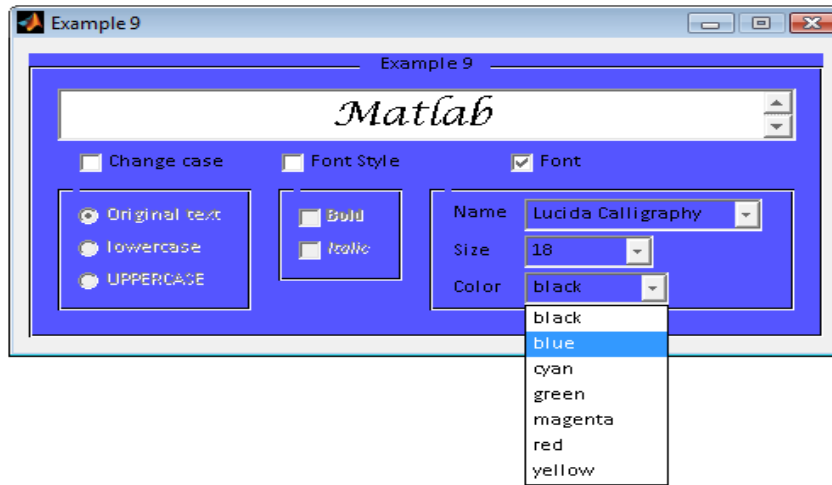 Example 9
Example 9
Matlab
Change case Font Style Font
Original text
lowercase
UPPERCASE
Bold
Italic
Name Lucida Calligraphy
Size 18
Color black
black
blue
cyan
green
magenta
red
yellow